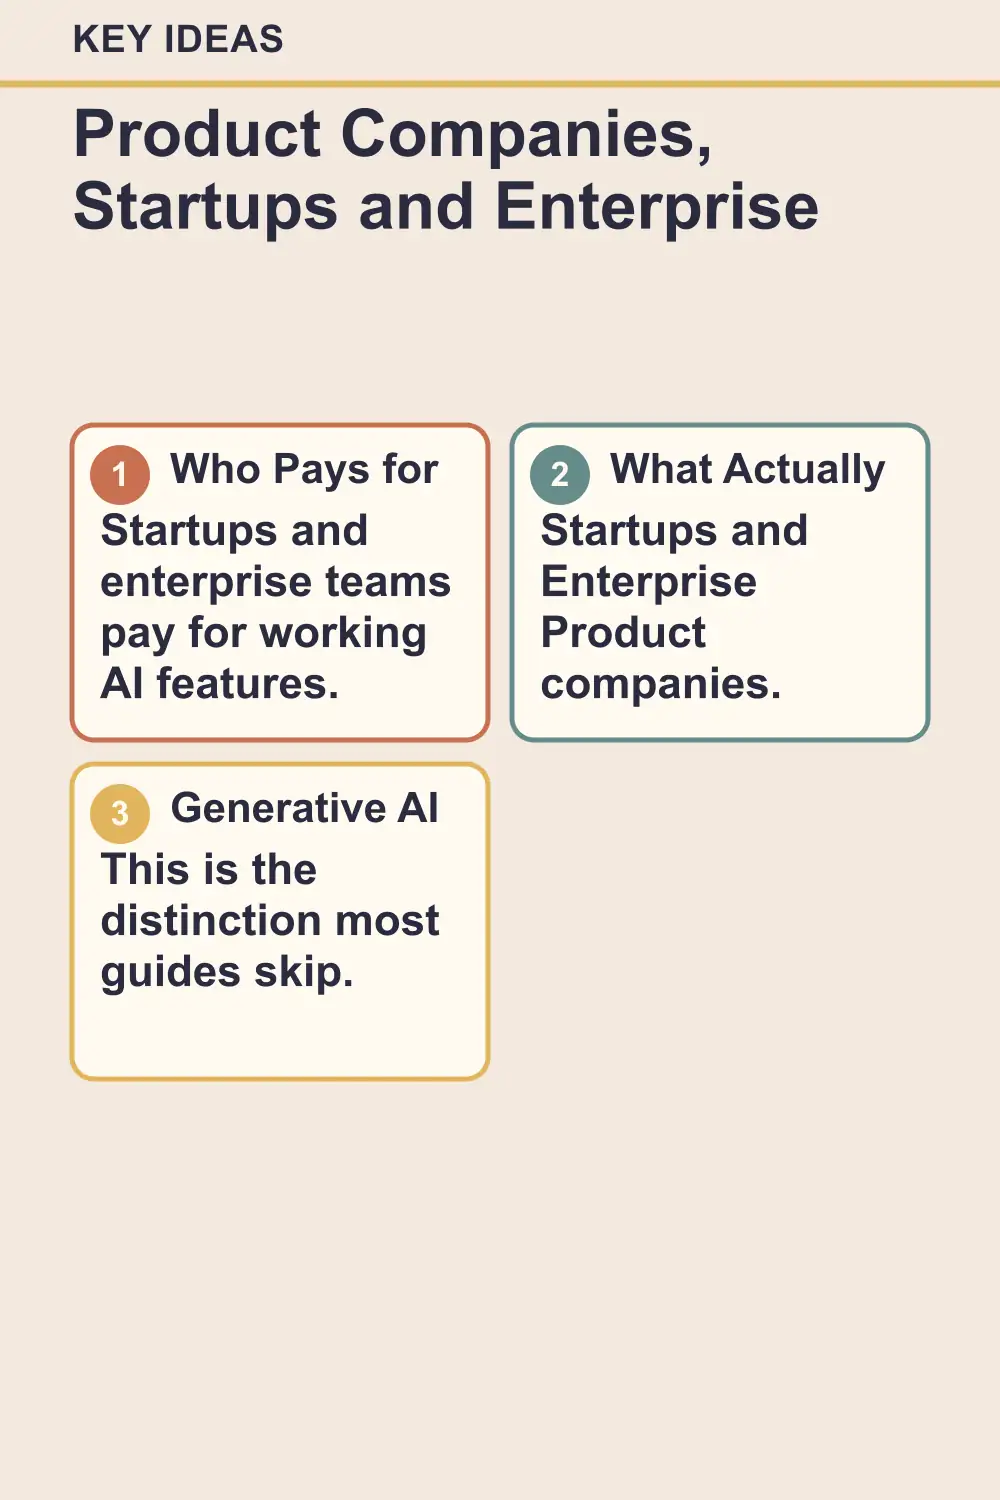 KEY IDEAS
Product Companies,
Startups and Enterprise
1 Who Pays for
Startups and
enterprise teams
pay for working
AI features.
2 What Actually
Startups and
Enterprise
Product
companies.
3 Generative AI
This is the
distinction most
guides skip.